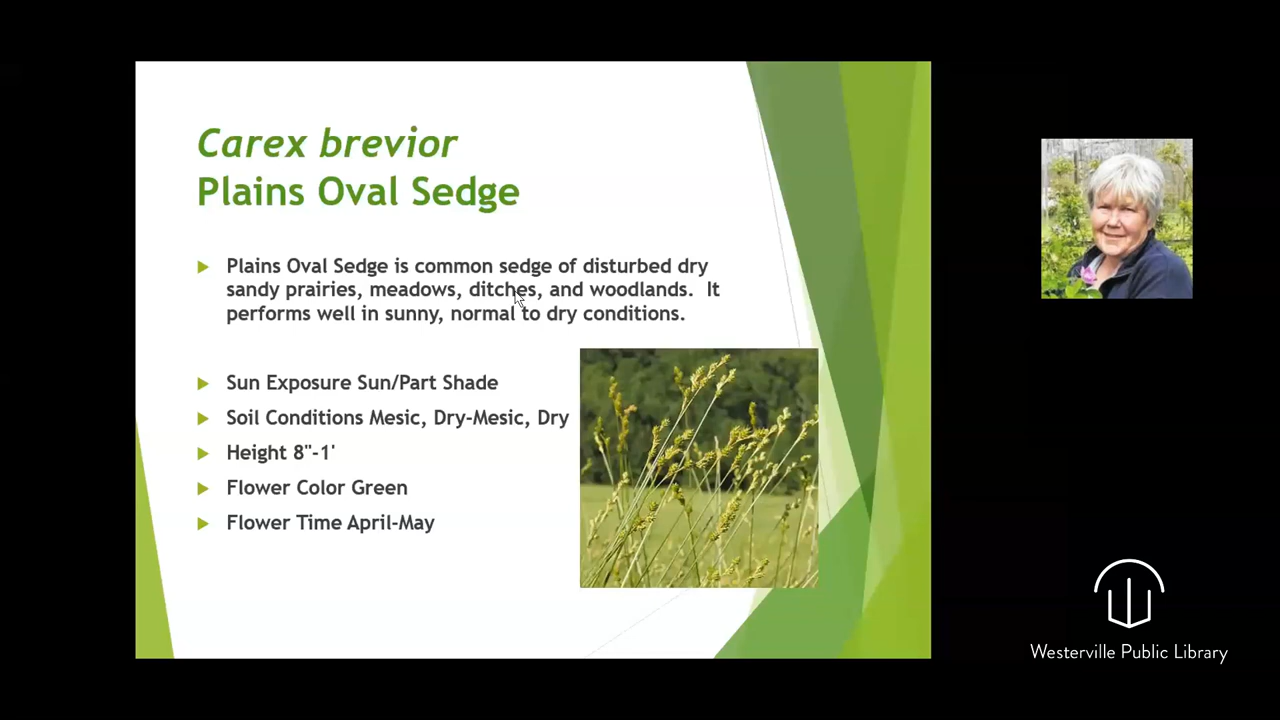 Carex brevior
Plains Oval Sedge
Plains Oval Sedge is common sedge of disturbed dry
sandy prairies, meadows, ditches, and woodlands.  It
performs well in sunny, normal to dry conditions.
Sun Exposure Sun/Part Shade
Soil Conditions Mesic, Dry-Mesic, Dry
Height 8"-1'
Flower Color Green
Flower Time April-May
Westerville Public Library